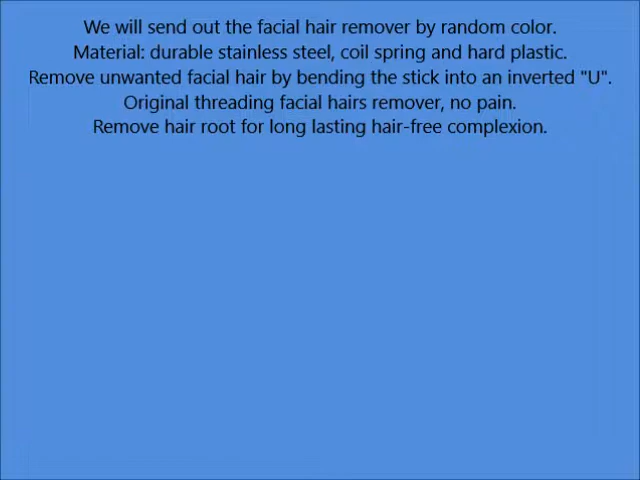 We will send out the facial hair remover by random color.
Material: durable stainless steel, coil spring and hard plastic.
Remove unwanted facial hair by bending the stick into an inverted "U".
Original threading facial hairs remover, no pain.
Remove hair root for long lasting hair-free complexion.